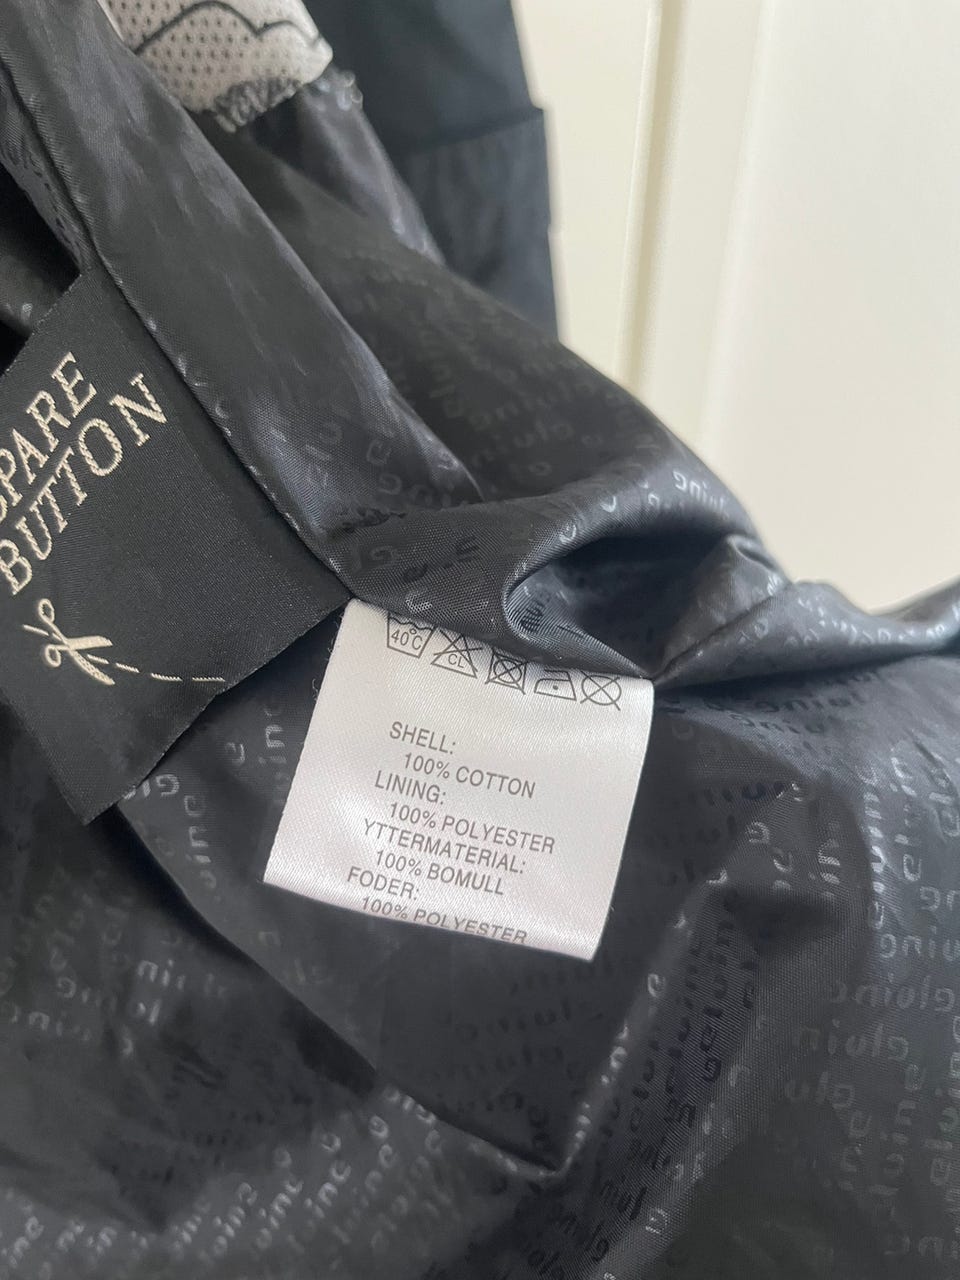 SPARE
BUTTON
40°C
CL
SHELL:
100% COTTON
LINING:
100% POLYESTER
YTTERMATERIAL:
100% BOMULL
FODER:
100% POLYESTER